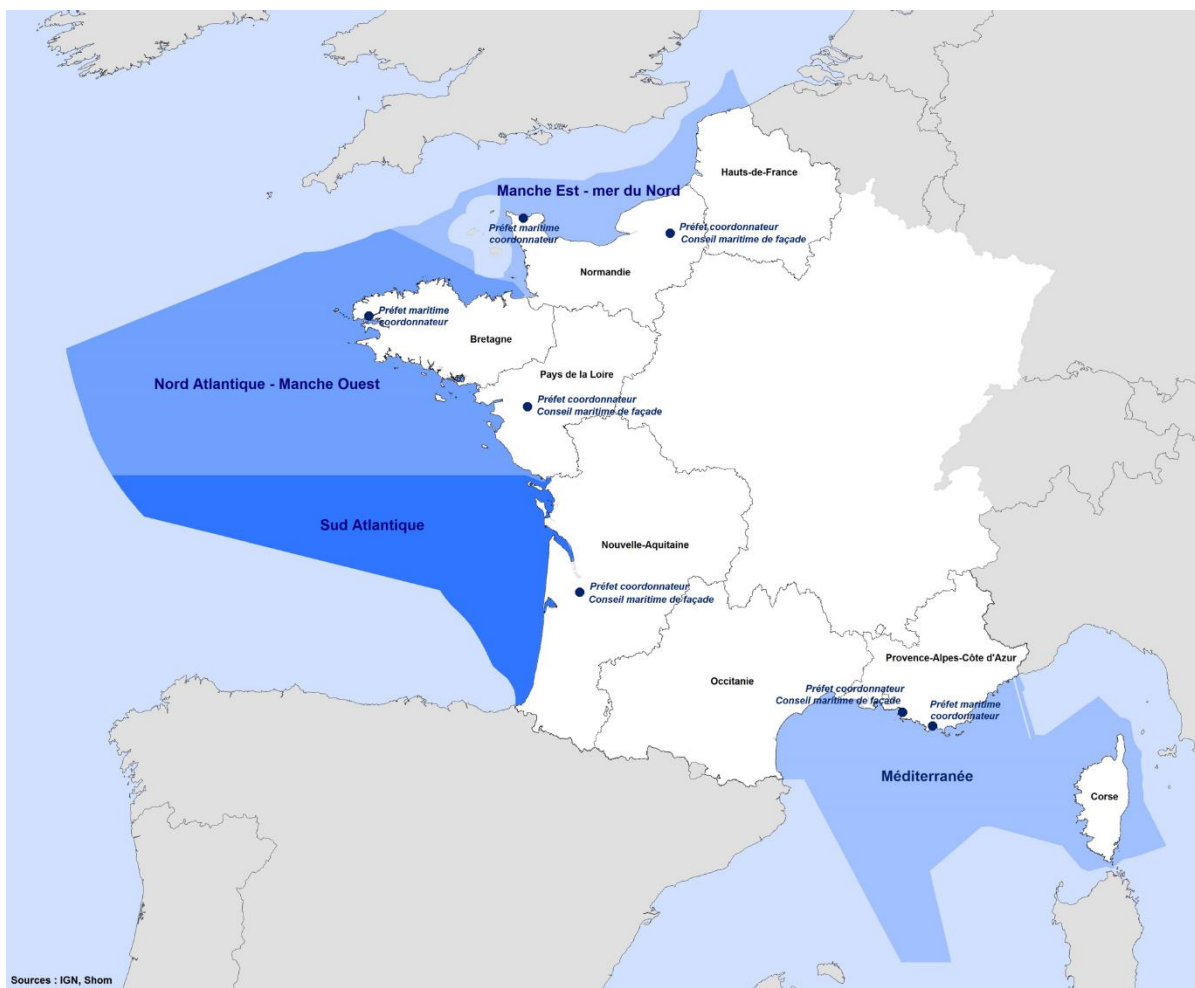 Hauts-de-France
Manche Est - mer du Nord
Préfet maritime
coordonnateur
Préfet coordonnateur
Conseil maritime de façade
Normandie
Préfet maritime
coordonnateur
Bretagne
Pays de la Loire
Nord Atlantique - Manche Ouest
Préfet coordonnateur
Conseil maritime de façade
Sud Atlantique
Nouvelle-Aquitaine
Préfet coordonnateur
Conseil maritime de façade
Provence-Alpes-Côte d'Azur
Occitanie
Préfet coordonnateur
Conseil maritime de façade
Préfet maritime
coordonnateur
Méditerranée
Corse
Sources : IGN, Shom